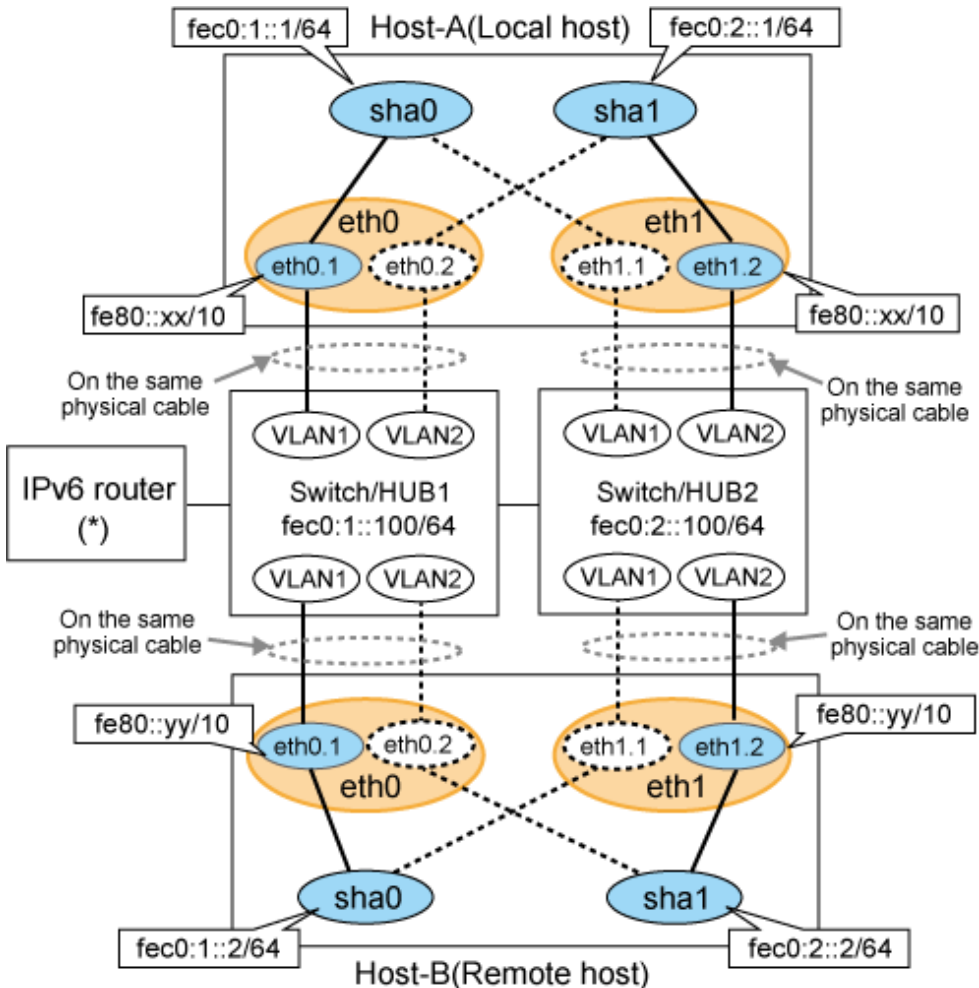 fec0:1::1/64
Host-A(Local host)
fec0:2::1/64
sha0
sha1
eth0
eth1
eth0.1
eth0.2
eth1.1
eth1.2
fe80::xx/10
fe80::xx/10
On the same
physical cable
On the same
physical cable
VLAN1
VLAN2
VLAN1
VLAN2
IPv6 router
(*)
Switch/HUB1
fec0:1::100/64
Switch/HUB2
fec0:2::100/64
VLAN1
VLAN2
VLAN1
VLAN2
On the same
physical cable
On the same
physical cable
fe80::yy/10
fe80::yy/10
eth0.1
eth0.2
eth1.1
eth1.2
eth0
eth1
sha0
sha1
fec0:1::2/64
fec0:2::2/64
Host-B(Remote host)